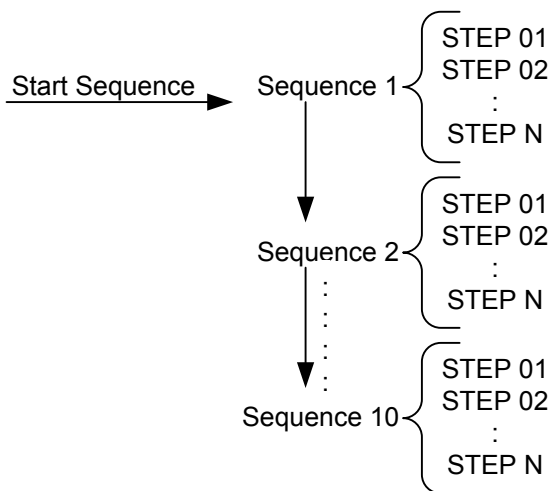 Start Sequence
Sequence 1
STEP 01
STEP 02
:
STEP N
Sequence 2
STEP 01
STEP 02
:
STEP N
Sequence 10
STEP 01
STEP 02
:
STEP N